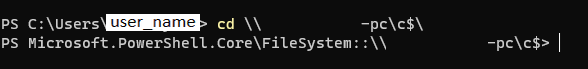 PS C:\Users\user_name> cd \\ -pc\c$\
PS Microsoft.PowerShell.Core\FileSystem::\\ -pc\c$>